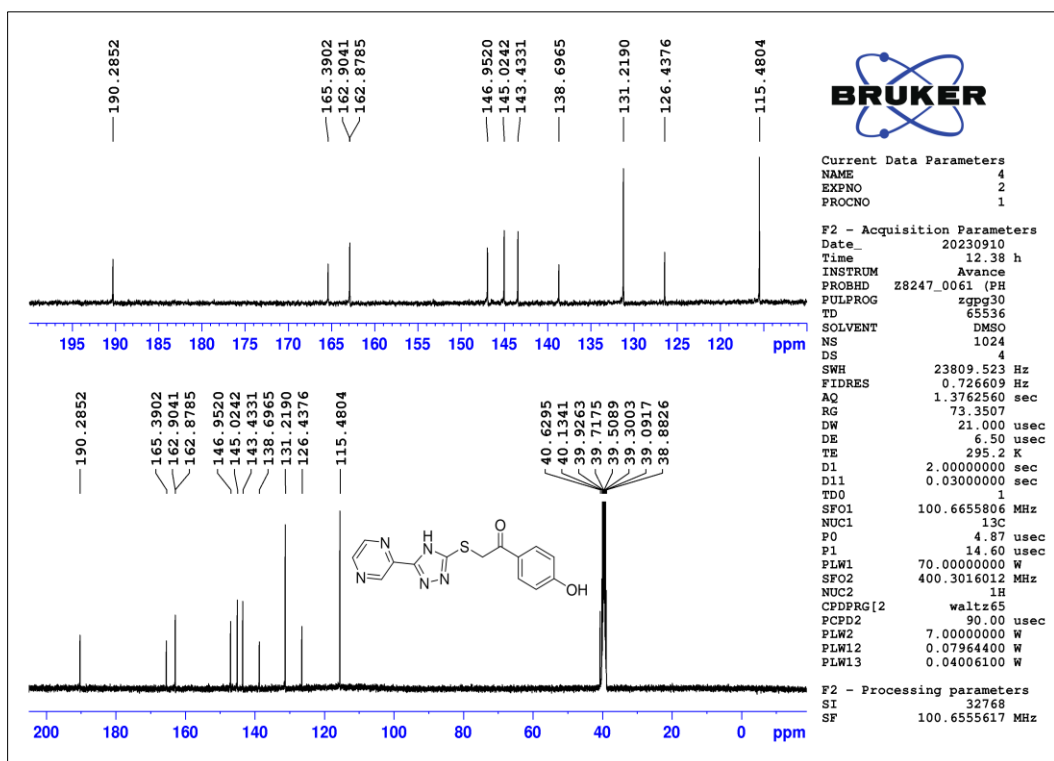 190.2852
165.3902
162.9041
162.8785
146.9520
145.0242
143.4331
138.6965
131.2190
126.4376
115.4804
195 190 185 180 175 170 165 160 155 150 145 140 135 130 125 120 ppm
190.2852
165.3902
162.9041
162.8785
146.9520
145.0242
143.4331
138.6965
131.2190
126.4376
115.4804
40.6295
40.1341
39.9263
39.7175
39.5089
39.3003
39.0917
38.8826
N
N
H
N
N
N
S
O
OH
200 180 160 140 120 100 80 60 40 20 0 ppm
BRUKER
Current Data Parameters
NAME 4
EXPNO 2
PROCNO 1
F2 - Acquisition Parameters
Date_ 20230910
Time 12.38 h
INSTRUM Avance
PROBHD Z8247_0061 (PH
PULPROG zgpg30
TD 65536
SOLVENT DMSO
NS 1024
DS 4
SWH 23809.523 Hz
FIDRES 0.726609 Hz
AQ 1.3762560 sec
RG 73.3507
DW 21.000 usec
DE 6.50 usec
TE 295.2 K
D1 2.00000000 sec
D11 0.03000000 sec
TD0 1
SFO1 100.6655806 MHz
NUC1 13C
P0 4.87 usec
P1 14.60 usec
PLW1 70.00000000 W
SFO2 400.3016012 MHz
NUC2 1H
CPDPRG[2 waltz65
PCPD2 90.00 usec
PLW2 7.00000000 W
PLW12 0.07964400 W
PLW13 0.04006100 W
F2 - Processing parameters
SI 32768
SF 100.6555617 MHz